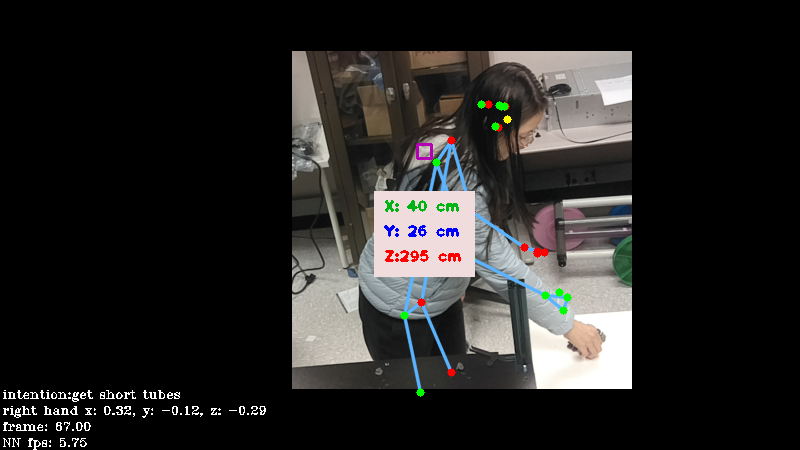 X: 40 cm
Y: 26 cm
Z:295 cm
intention:get short tubes
right hand x: 0.32, y: -0.12, z: -0.29
frame: 67.00
NN fps: 5.75